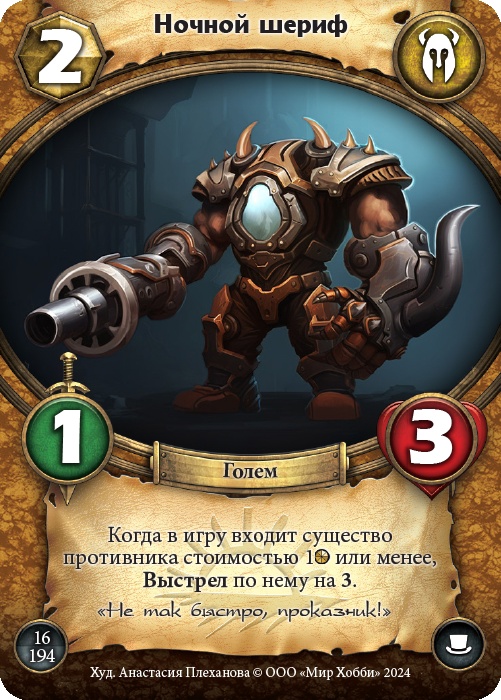 Ночной шериф
2
1
3
Голем
Когда в игру входит существо
противника стоимостью 1 или менее,
Выстрел по нему на 3.
«Не так быстро, проказник!»
16
194
Худ. Анастасия Плеханова © ООО «Мир Хобби» 2024